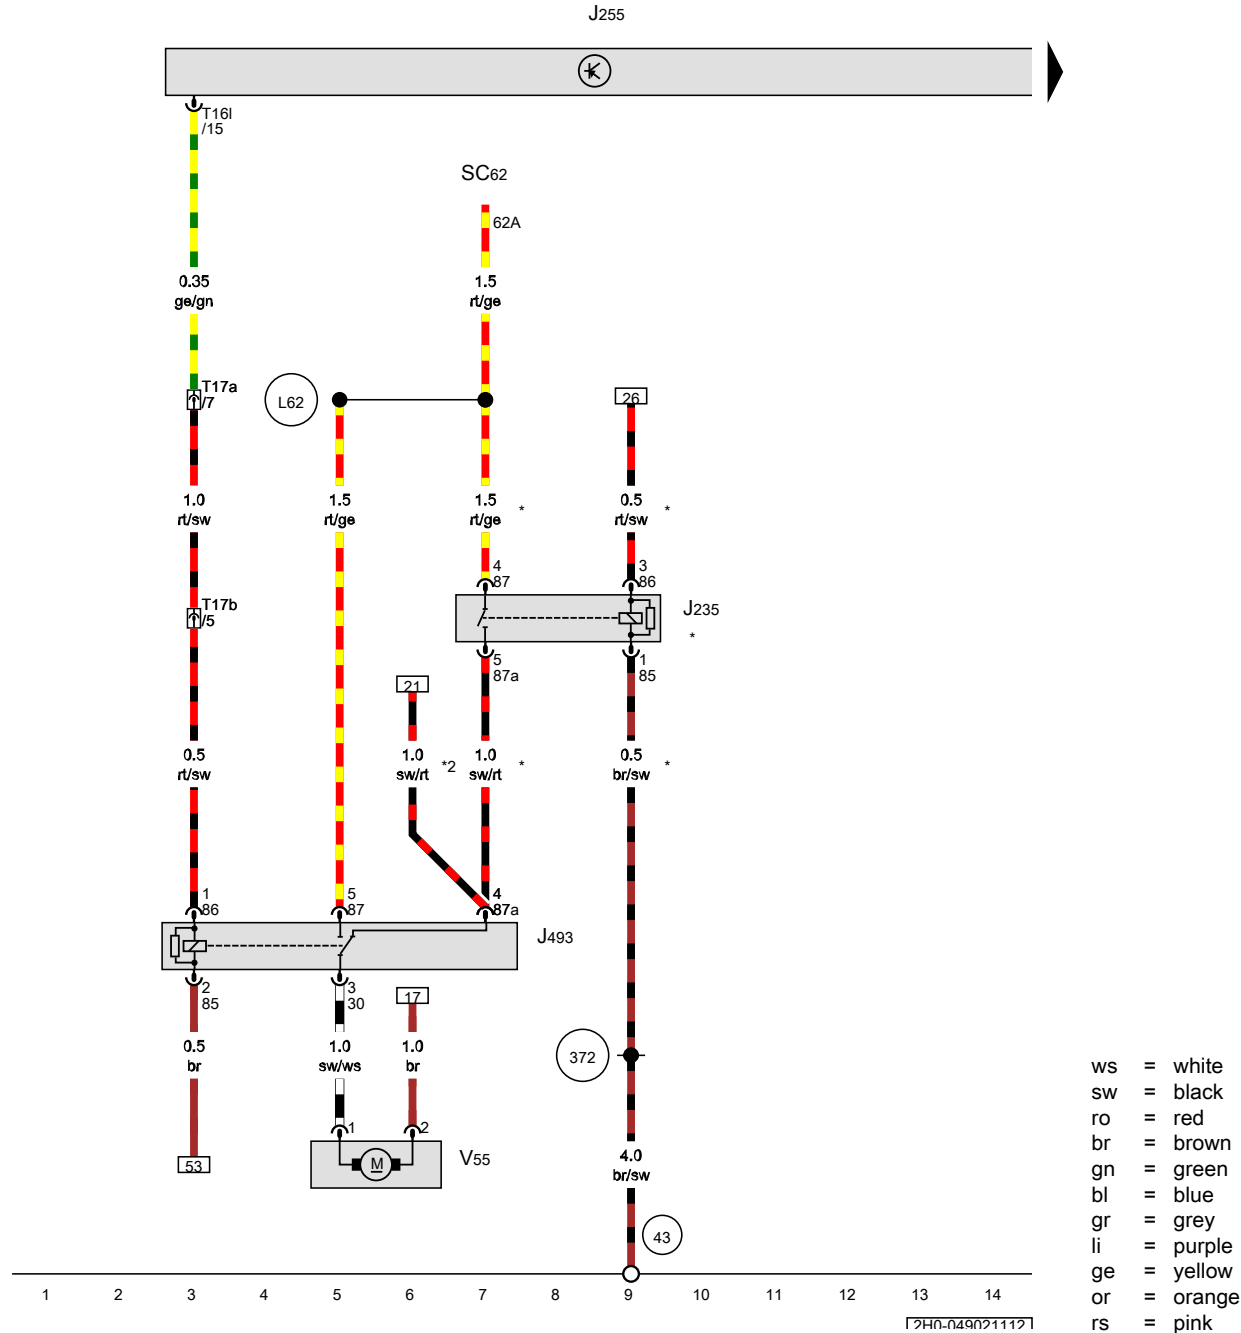 J255
T16l
/15
SC62
62A
0.35
ge/gn
1.5
rt/ge
T17a
/7
L62
26
1.0
rt/sw
1.5
rt/ge
1.5
rt/ge
*
0.5
rt/sw
*
4
87
3
86
T17b
/5
J235
*
5
87a
1
85
21
0.5
rt/sw
1.0
sw/rt
*2
1.0
sw/rt
*
0.5
br/sw
*
1
86
5
87
4
87a
J493
2
85
3
30
17
0.5
br
1.0
sw/ws
1.0
br
372
1
2
M
V55
53
4.0
br/sw
43
ws = white
sw = black
ro = red
br = brown
gn = green
bl = blue
gr = grey
li = purple
ge = yellow
or = orange
rs = pink
1 2 3 4 5 6 7 8 9 10 11 12 13 14
2H0-049021112